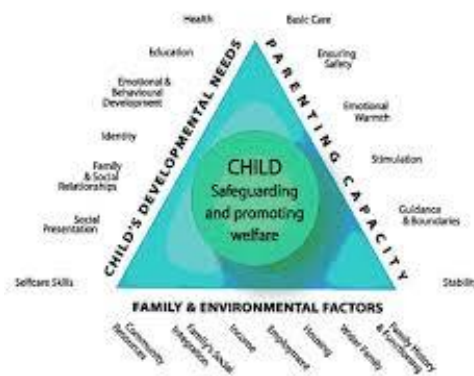 Health
Education
Emotional &
Behavioural
Development
Identity
Family
& Social
Relationships
Social
Presentation
Selfcare Skills
CHILD'S DEVELOPMENTAL NEEDS
Basic Care
Ensuring
Safety
Emotional
Warmth
Stimulation
Guidance
& Boundaries
Stability
PARENTING CAPACITY
CHILD
Safeguarding
and promoting
welfare
FAMILY & ENVIRONMENTAL FACTORS
Community
Resources
Family's Social
Integration
Income
Employment
Housing
Wider Family
Family History
& Functioning